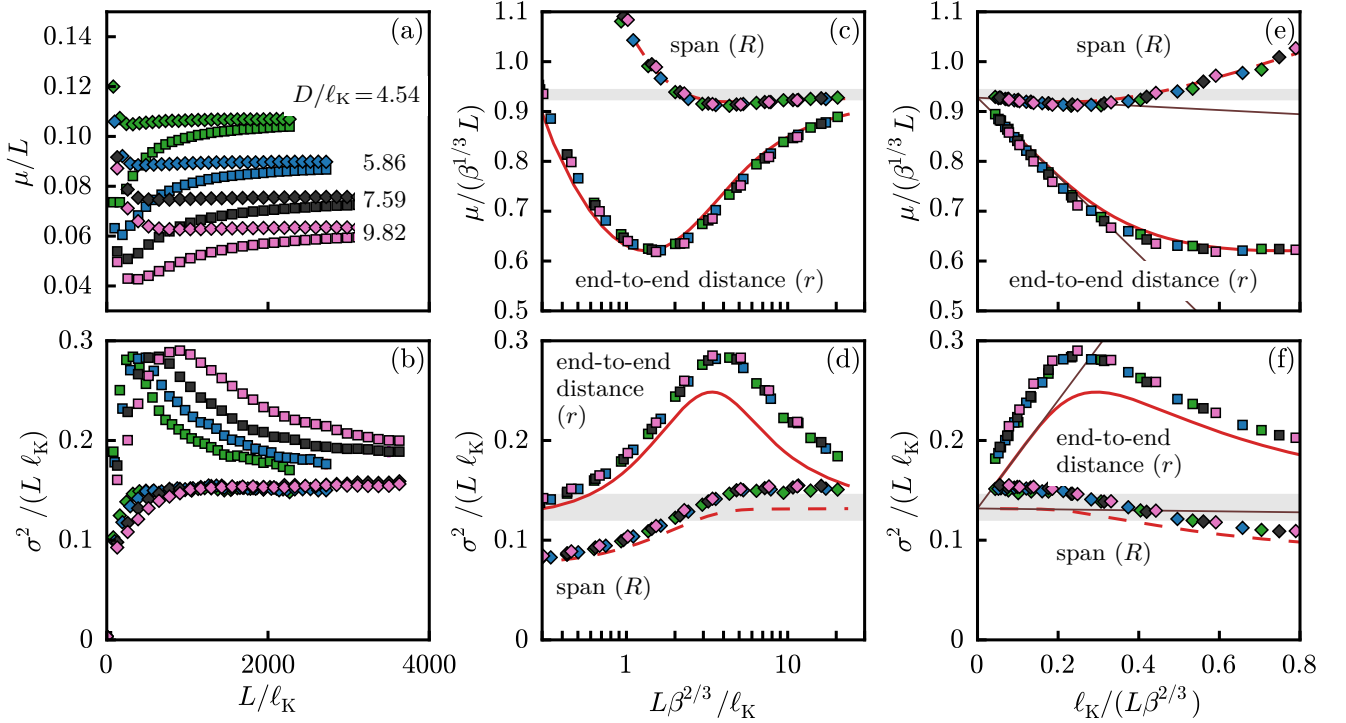 0.14
0.12
0.10
0.08
0.06
0.04
μ/L
(a)
D/ℓK = 4.54
5.86
7.59
9.82
1.1
1.0
0.9
0.8
0.7
0.6
0.5
μ/(β^1/3 L)
(c)
span (R)
end-to-end distance (r)
1.1
1.0
0.9
0.8
0.7
0.6
0.5
μ/(β^1/3 L)
(e)
span (R)
end-to-end distance (r)
0.3
0.2
0.1
0
σ²/(L ℓK)
(b)
0
2000
4000
L/ℓK
0.3
0.2
0.1
0
σ²/(L ℓK)
(d)
end-to-end
distance
(r)
span (R)
1
10
Lβ^2/3/ℓK
0.3
0.2
0.1
0
σ²/(L ℓK)
(f)
end-to-end
distance (r)
span (R)
0
0.2
0.4
0.6
0.8
ℓK/(Lβ^2/3)